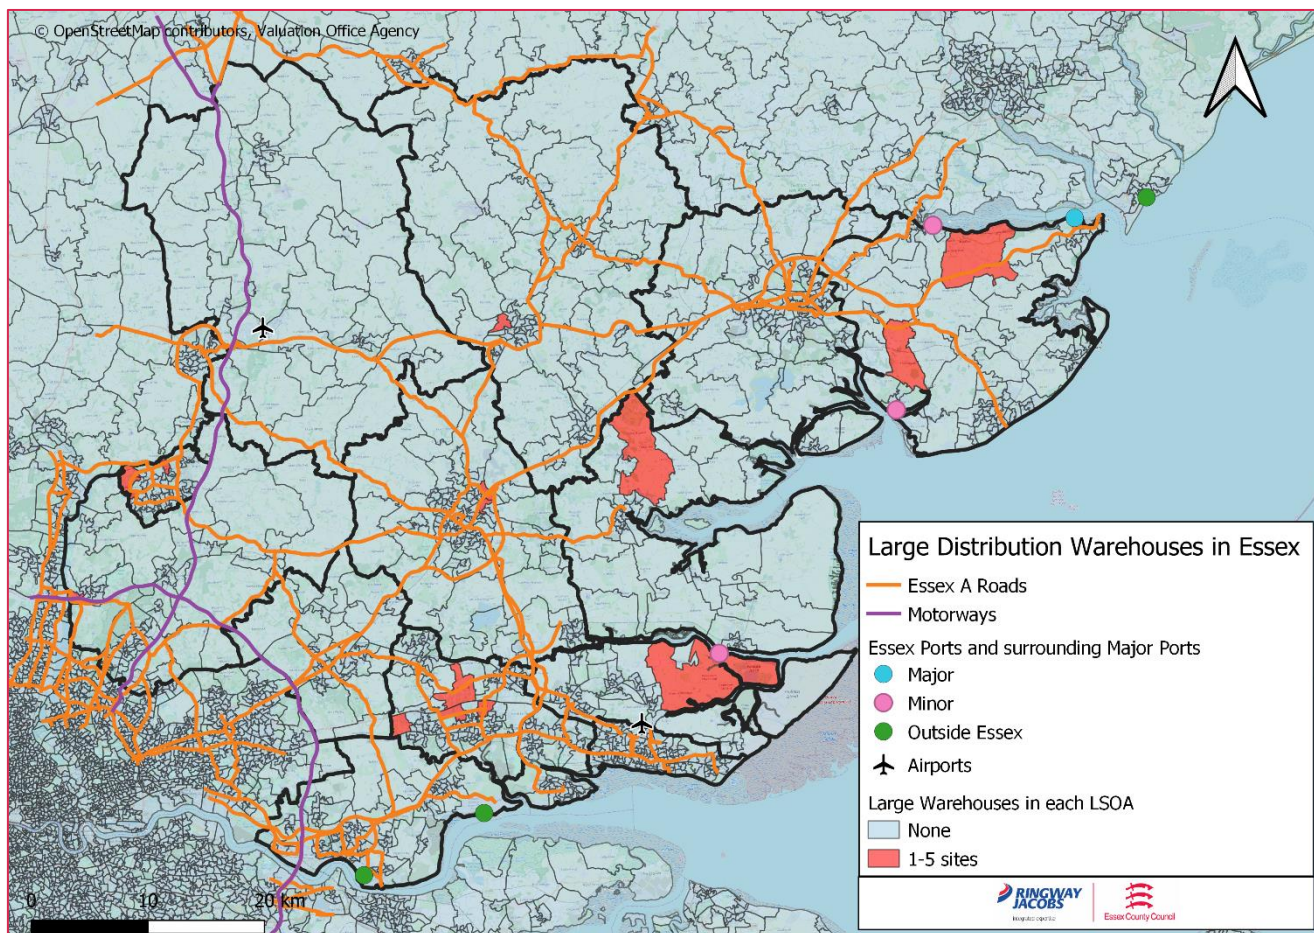 © OpenStreetMap contributors, Valuation Office Agency
Large Distribution Warehouses in Essex
Essex A Roads
Motorways
Essex Ports and surrounding Major Ports
Major
Minor
Outside Essex
Airports
Large Warehouses in each LSOA
None
1-5 sites
0 10 20 km
RINGWAY
JACOBS
Integrated expertise
Essex County Council